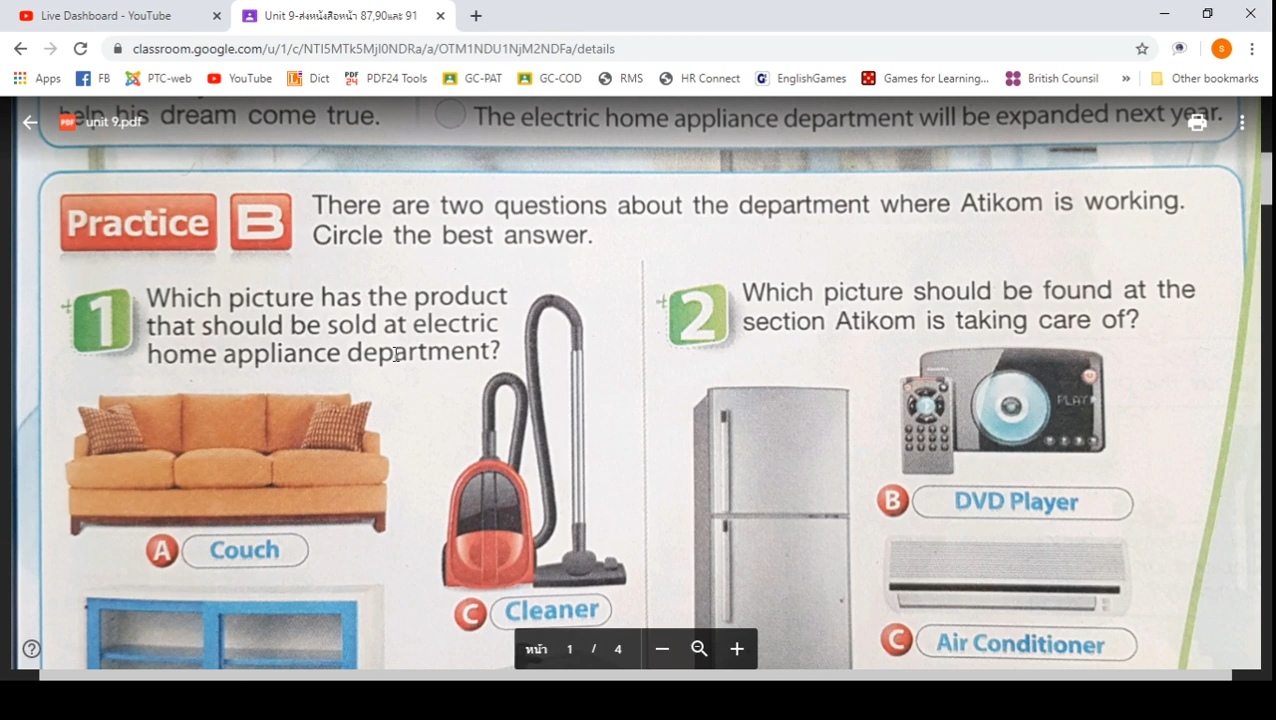 Live Dashboard - YouTube
Unit 9-ส่งหนังสือหน้า 87,90และ 91
classroom.google.com/u/1/c/NTI5MTk5MjI0NDRa/a/OTM1NDU1NjM2NDFa/details
Apps FB PTC-web YouTube Dict PDF24 Tools GC-PAT GC-COD RMS HR Connect EnglishGames Games for Learning... British Counsil » Other bookmarks
help his dream come true.
The electric home appliance department will be expanded next year.
unit 9.pdf
Practice B
There are two questions about the department where Atikom is working.
Circle the best answer.
1
Which picture has the product
that should be sold at electric
home appliance department?
A Couch
C Cleaner
2
Which picture should be found at the
section Atikom is taking care of?
PLAY
B DVD Player
C Air Conditioner
หน้า 1 / 4